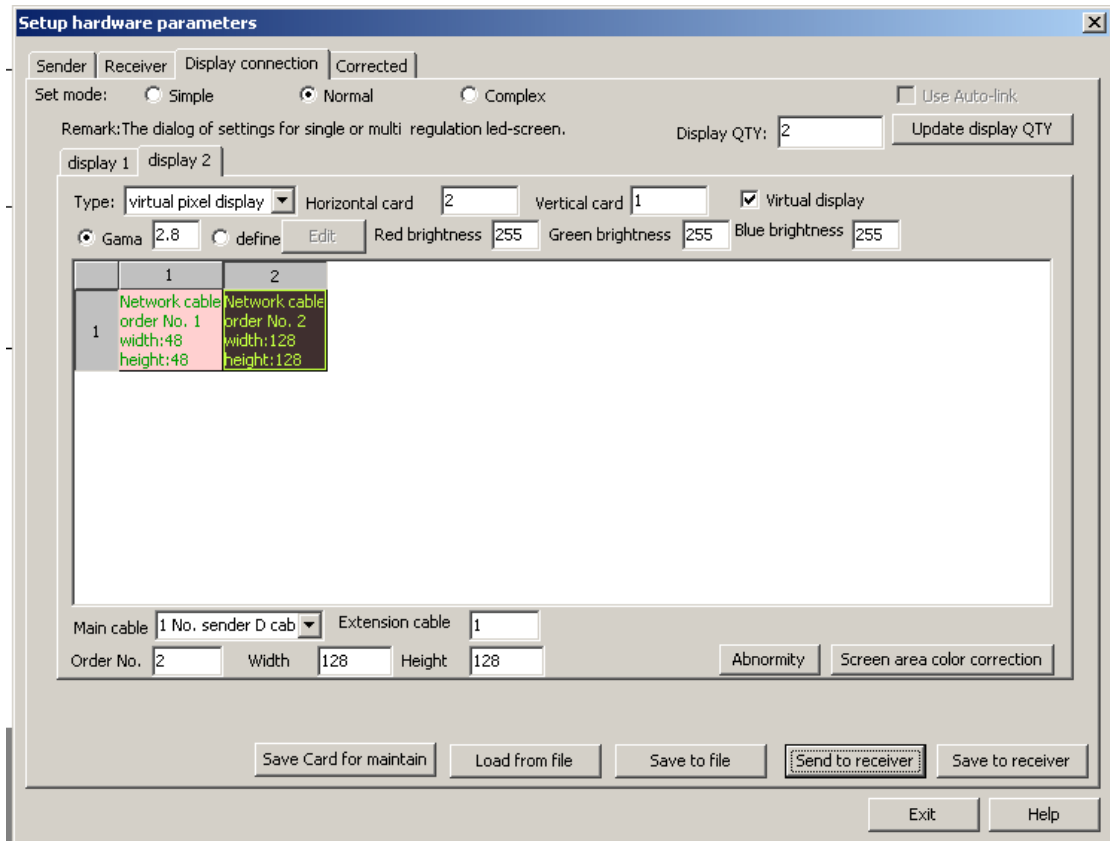 Setup hardware parameters
Sender Receiver Display connection Corrected
Set mode: Simple Normal Complex Use Auto-link
Remark:The dialog of settings for single or multi regulation led-screen. Display QTY: 2 Update display QTY
display 1 display 2
Type: virtual pixel display Horizontal card 2 Vertical card 1 Virtual display
Gama 2.8 define Edit Red brightness 255 Green brightness 255 Blue brightness 255
1 2
Network cable Network cable
order No. 1 order No. 2
1
width:48 width:128
height:48 height:128
Main cable 1 No. sender D cab Extension cable 1
Order No. 2 Width 128 Height 128 Abnormity Screen area color correction
Save Card for maintain Load from file Save to file Send to receiver Save to receiver
Exit Help